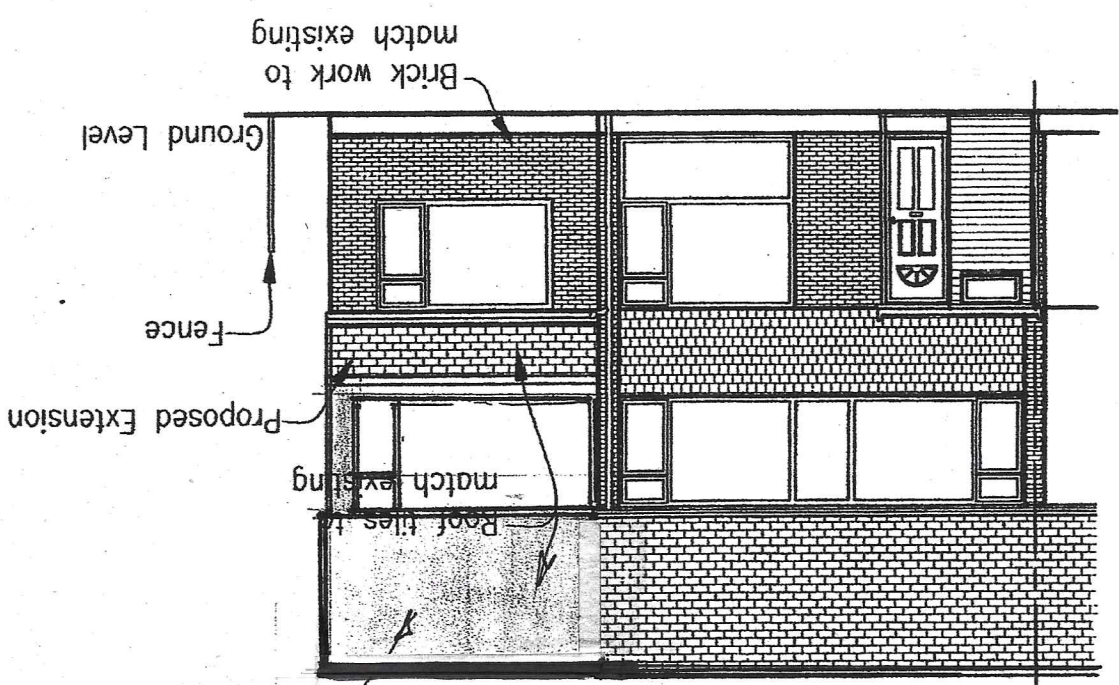 Roof tiles to
match existing
Proposed Extension
Fence
Ground Level
Brick work to
match existing